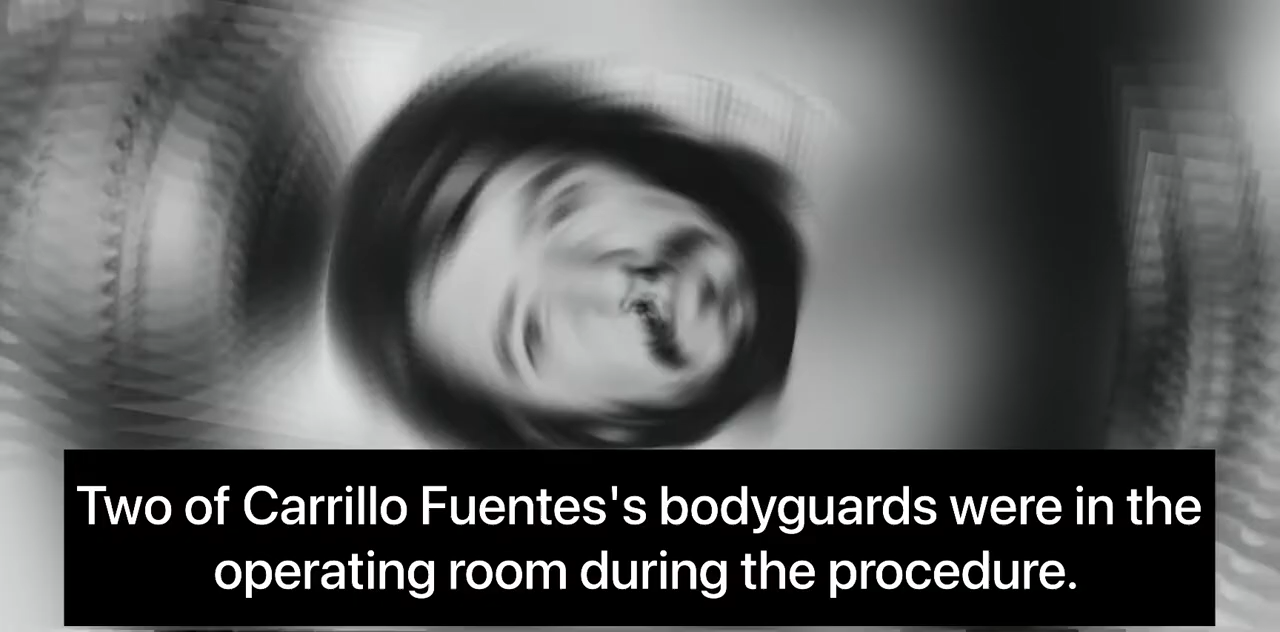 Two of Carrillo Fuentes's bodyguards were in the
operating room during the procedure.